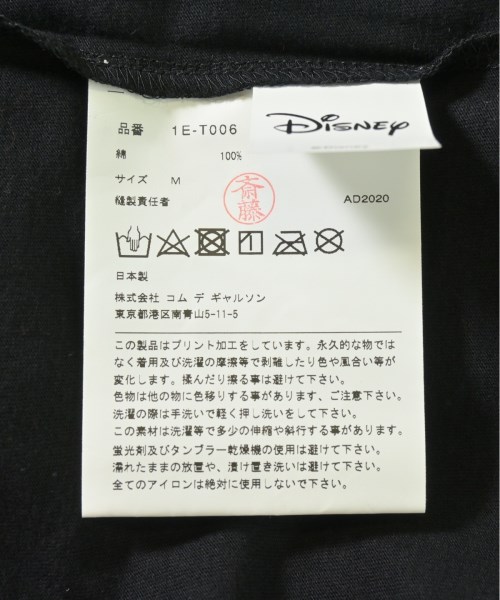 品番 1E-T006
Disney
綿 100%
サイズ M
縫製責任者 斎藤 AD2020
日本製
株式会社 コム デ ギャルソン
東京都港区南青山5-11-5
この製品はプリント加工をしています。永久的な物では
なく着用及び洗濯の摩擦等で剥離したり色や風合い等が
変化します。揉んだり擦る事は避けて下さい。
色物は他の物に色移りする事があります、ご注意下さい。
洗濯の際は手洗いで軽く押し洗いをして下さい。
この素材は洗濯等で多少の伸縮や斜行する事があります。
蛍光剤及びタンブラー乾燥機の使用は避けて下さい。
濡れたままの放置や、漬け置き洗いは避けて下さい。
全てのアイロンは絶対に使用しないで下さい。